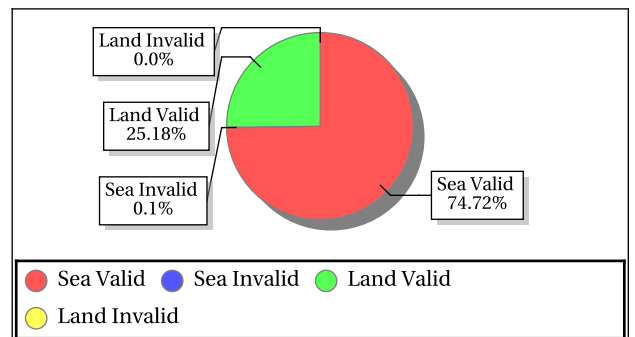 Land Invalid
0.0%
Land Valid
25.18%
Sea Invalid
0.1%
Sea Valid
74.72%
Sea Valid Sea Invalid Land Valid
Land Invalid